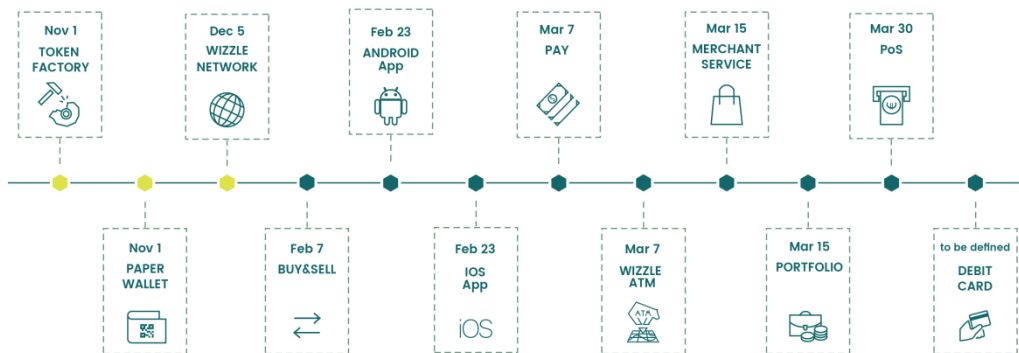 Nov 1
TOKEN
FACTORY
Dec 5
WIZZLE
NETWORK
Feb 23
ANDROID
App
Mar 7
PAY
Mar 15
MERCHANT
SERVICE
Mar 30
PoS
Nov 1
PAPER
WALLET
Feb 7
BUY&SELL
Feb 23
IOS
App
iOS
Mar 7
WIZZLE
ATM
ATM
Mar 15
PORTFOLIO
to be defined
DEBIT
CARD